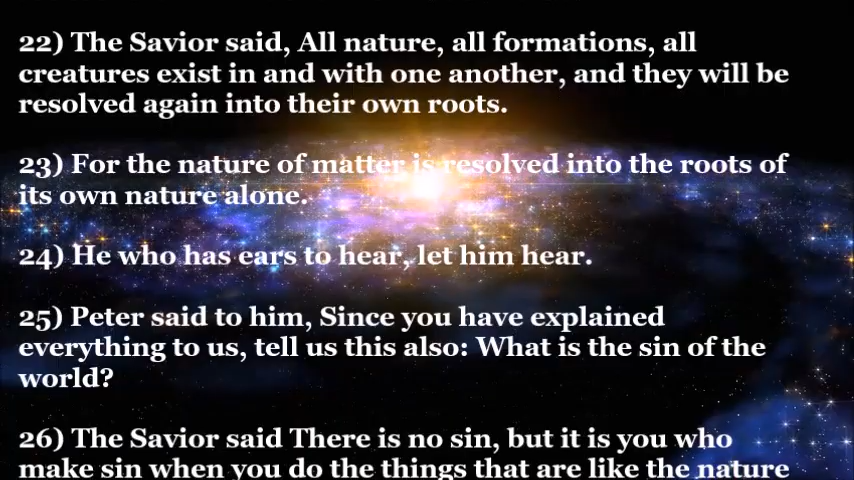 22) The Savior said, All nature, all formations, all
creatures exist in and with one another, and they will be
resolved again into their own roots.
23) For the nature of matter is resolved into the roots of
its own nature alone.
24) He who has ears to hear, let him hear.
25) Peter said to him, Since you have explained
everything to us, tell us this also: What is the sin of the
world?
26) The Savior said There is no sin, but it is you who
make sin when you do the things that are like the nature